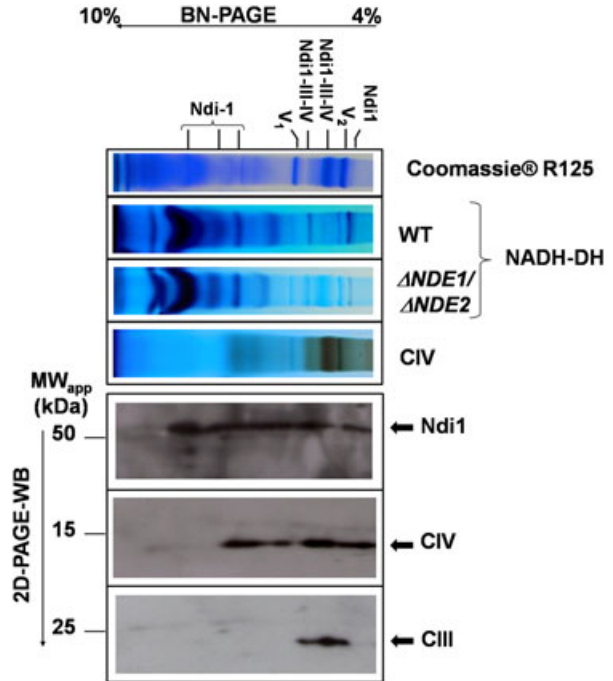 10% BN-PAGE 4%
Ndi-1
V1
Ndi1-III-IV
Ndi1-III-IV
V2
Ndi1
Coomassie® R125
WT
NADH-DH
ΔNDE1/
ΔNDE2
CIV
MWapp
(kDa)
50
Ndi1
2D-PAGE-WB
15
CIV
25
CIII